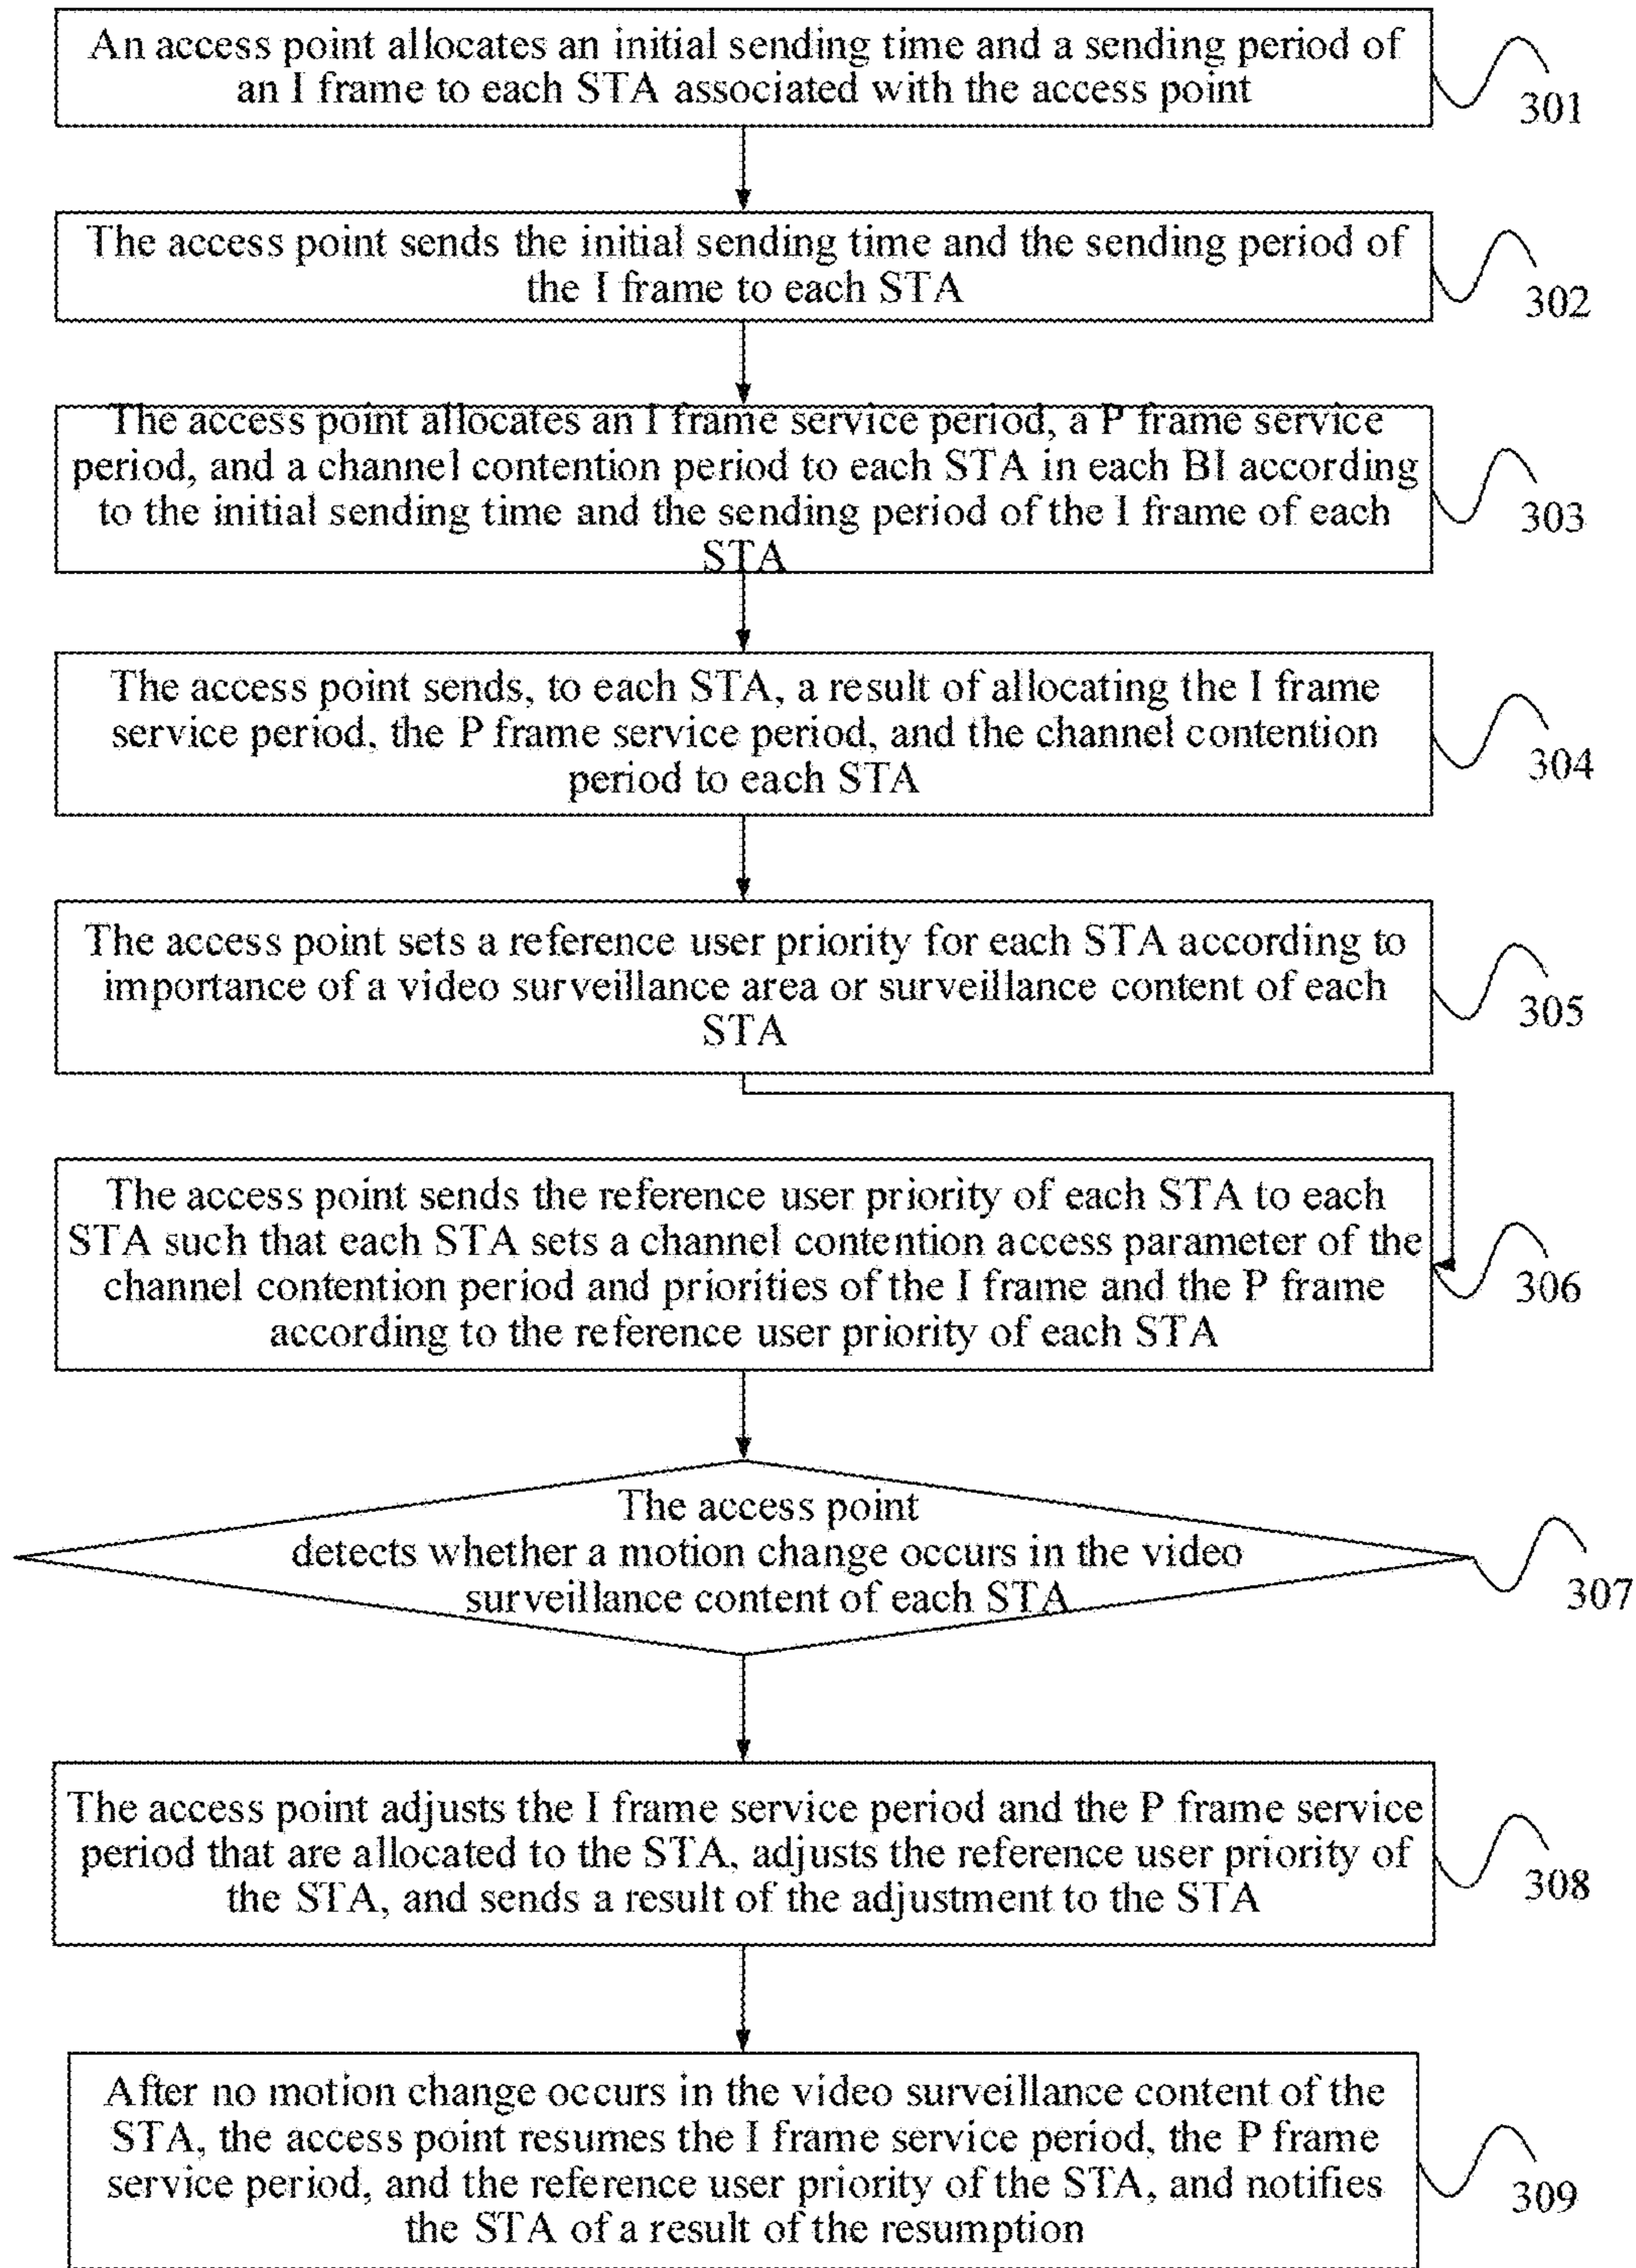 An access point allocates an initial sending time and a sending period of
an I frame to each STA associated with the access point
301
The access point sends the initial sending time and the sending period of
the I frame to each STA
302
The access point allocates an I frame service period, a P frame service
period, and a channel contention period to each STA in each BI according
to the initial sending time and the sending period of the I frame of each
STA
303
The access point sends, to each STA, a result of allocating the I frame
service period, the P frame service period, and the channel contention
period to each STA
304
The access point sets a reference user priority for each STA according to
importance of a video surveillance area or surveillance content of each
STA
305
The access point sends the reference user priority of each STA to each
STA such that each STA sets a channel contention access parameter of the
channel contention period and priorities of the I frame and the P frame
according to the reference user priority of each STA
306
The access point
detects whether a motion change occurs in the video
surveillance content of each STA
307
The access point adjusts the I frame service period and the P frame service
period that are allocated to the STA, adjusts the reference user priority of
the STA, and sends a result of the adjustment to the STA
308
After no motion change occurs in the video surveillance content of the
STA, the access point resumes the I frame service period, the P frame
service period, and the reference user priority of the STA, and notifies
the STA of a result of the resumption
309